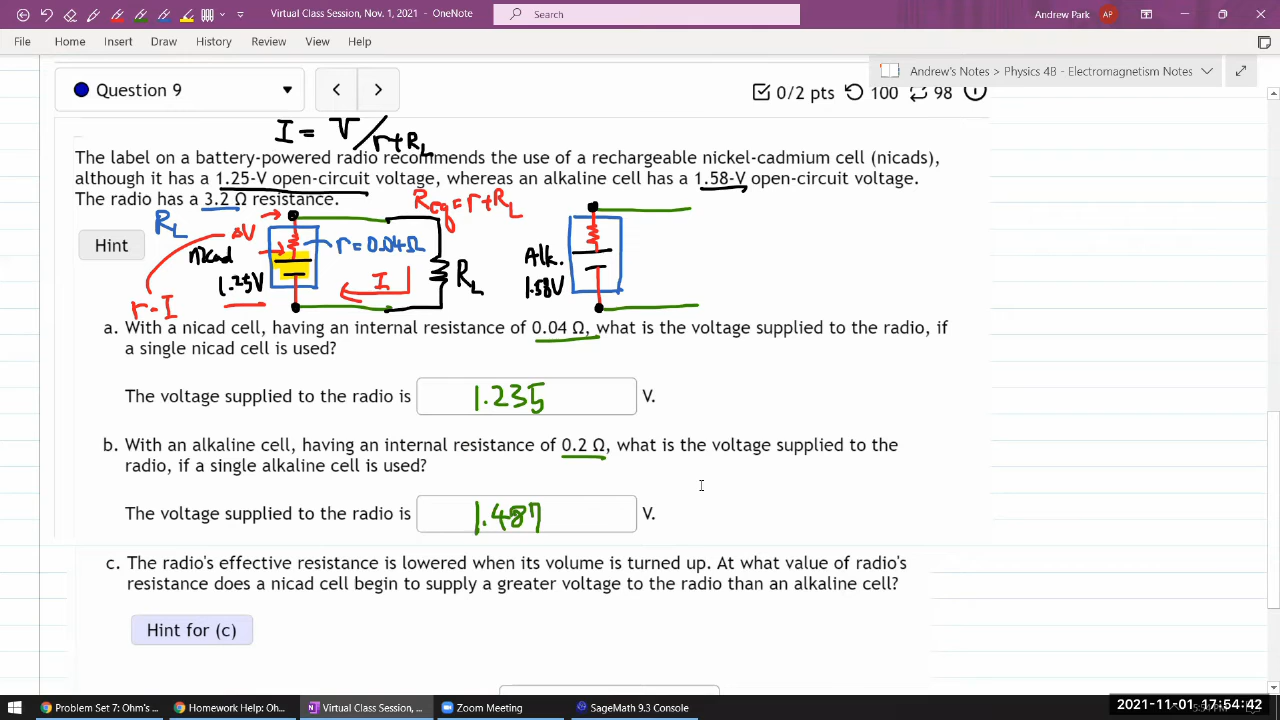 Virtual Class Session, Nov. 1, 2021 - OneNote
Search
Andrew Park
AP
File Home Insert Draw History Review View Help
Andrew's Notes > Physics 4B - Electromagnetism Notes
Question 9
0/2 pts 100 98
I = V/r+R_L
The label on a battery-powered radio recommends the use of a rechargeable nickel-cadmium cell (nicads),
although it has a 1.25-V open-circuit voltage, whereas an alkaline cell has a 1.58-V open-circuit voltage.
The radio has a 3.2 Ω resistance.
R_L
R_eq = r + R_L
Hint
ΔV
nicad
1.25V
r = 0.04Ω
I
R_L
r·I
Alk.
1.58V
a. With a nicad cell, having an internal resistance of 0.04 Ω, what is the voltage supplied to the radio, if
a single nicad cell is used?
The voltage supplied to the radio is 1.235 V.
b. With an alkaline cell, having an internal resistance of 0.2 Ω, what is the voltage supplied to the
radio, if a single alkaline cell is used?
The voltage supplied to the radio is 1.487 V.
c. The radio's effective resistance is lowered when its volume is turned up. At what value of radio's
resistance does a nicad cell begin to supply a greater voltage to the radio than an alkaline cell?
Hint for (c)
Problem Set 7: Ohm's... Homework Help: Oh... Virtual Class Session,... Zoom Meeting SageMath 9.3 Console
2021-11-01 17:54:42